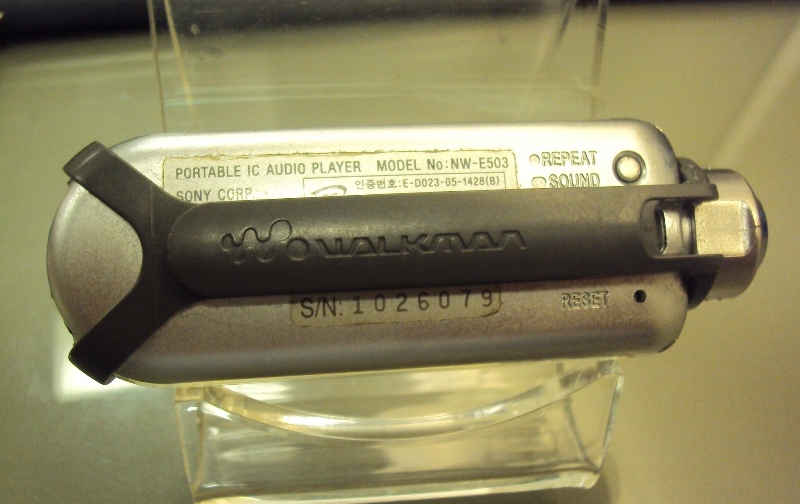 PORTABLE IC AUDIO PLAYER MODEL No:NW-E503
SONY CORP.
인증번호:E-D023-05-1428(B)
REPEAT
SOUND
WALKMAN
S/N: 1026079
RESET